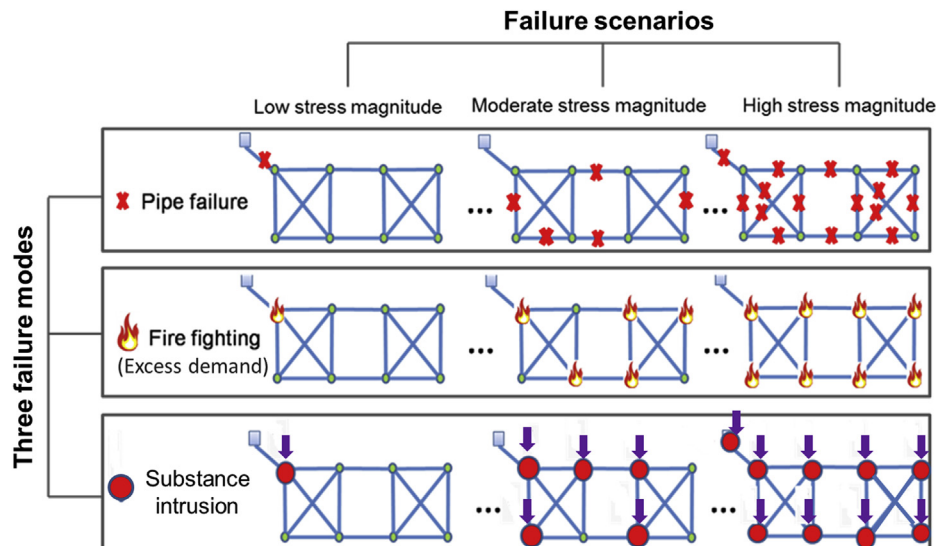 Failure scenarios
Low stress magnitude
Moderate stress magnitude
High stress magnitude
Three failure modes
Pipe failure
...
...
Fire fighting
(Excess demand)
...
...
Substance
intrusion
...
...